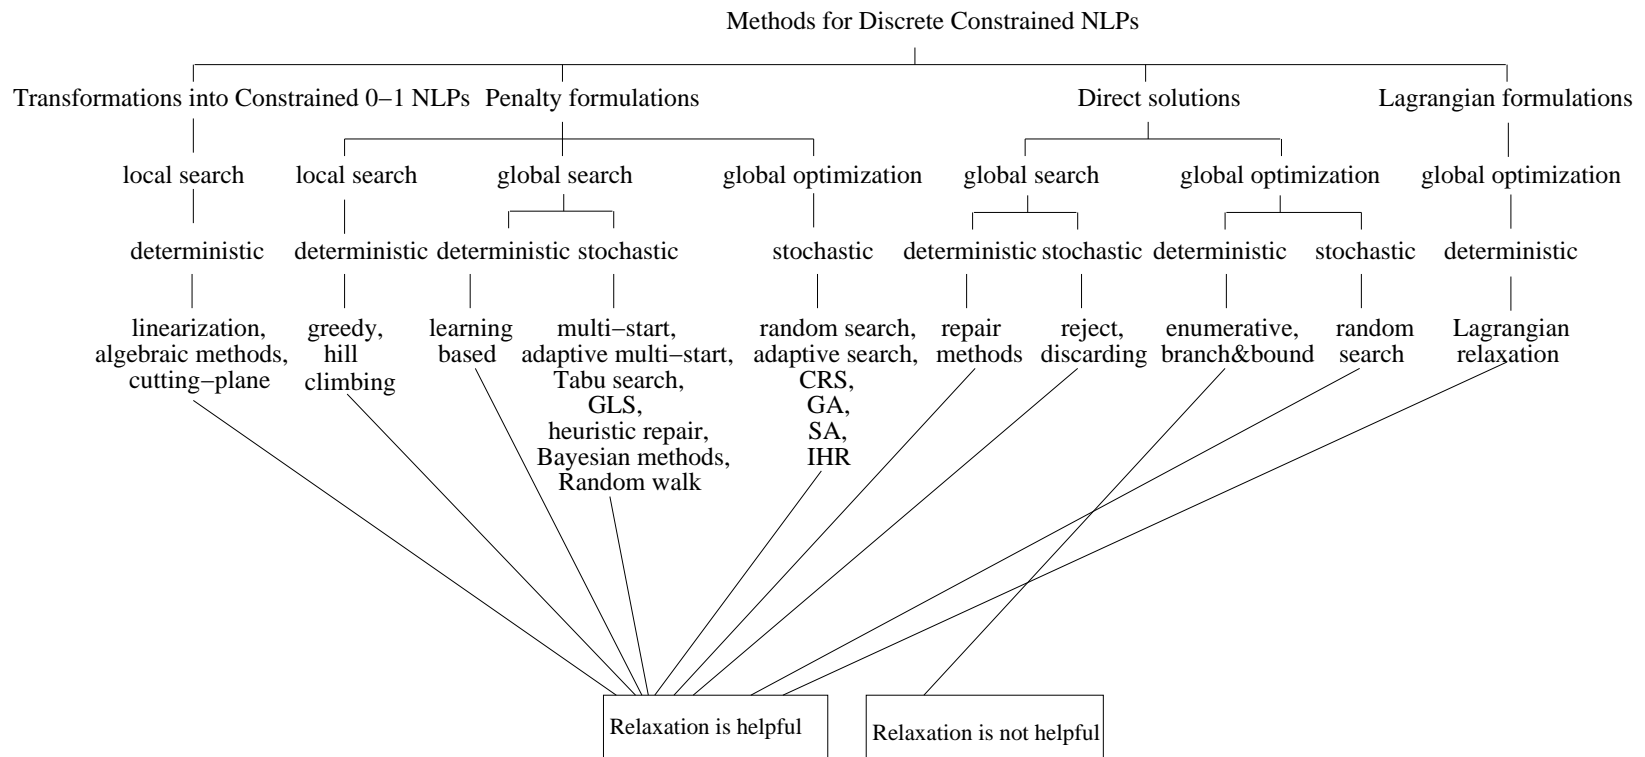 Methods for Discrete Constrained NLPs
Transformations into Constrained 0–1 NLPs
Penalty formulations
Direct solutions
Lagrangian formulations
local search
local search
global search
global optimization
global search
global optimization
global optimization
deterministic
deterministic
deterministic
stochastic
stochastic
deterministic
stochastic
deterministic
stochastic
deterministic
linearization,
algebraic methods,
cutting–plane
greedy,
hill
climbing
learning
based
multi–start,
adaptive multi–start,
Tabu search,
GLS,
heuristic repair,
Bayesian methods,
Random walk
random search,
adaptive search,
CRS,
GA,
SA,
IHR
repair
methods
reject,
discarding
enumerative,
branch&bound
random
search
Lagrangian
relaxation
Relaxation is helpful
Relaxation is not helpful